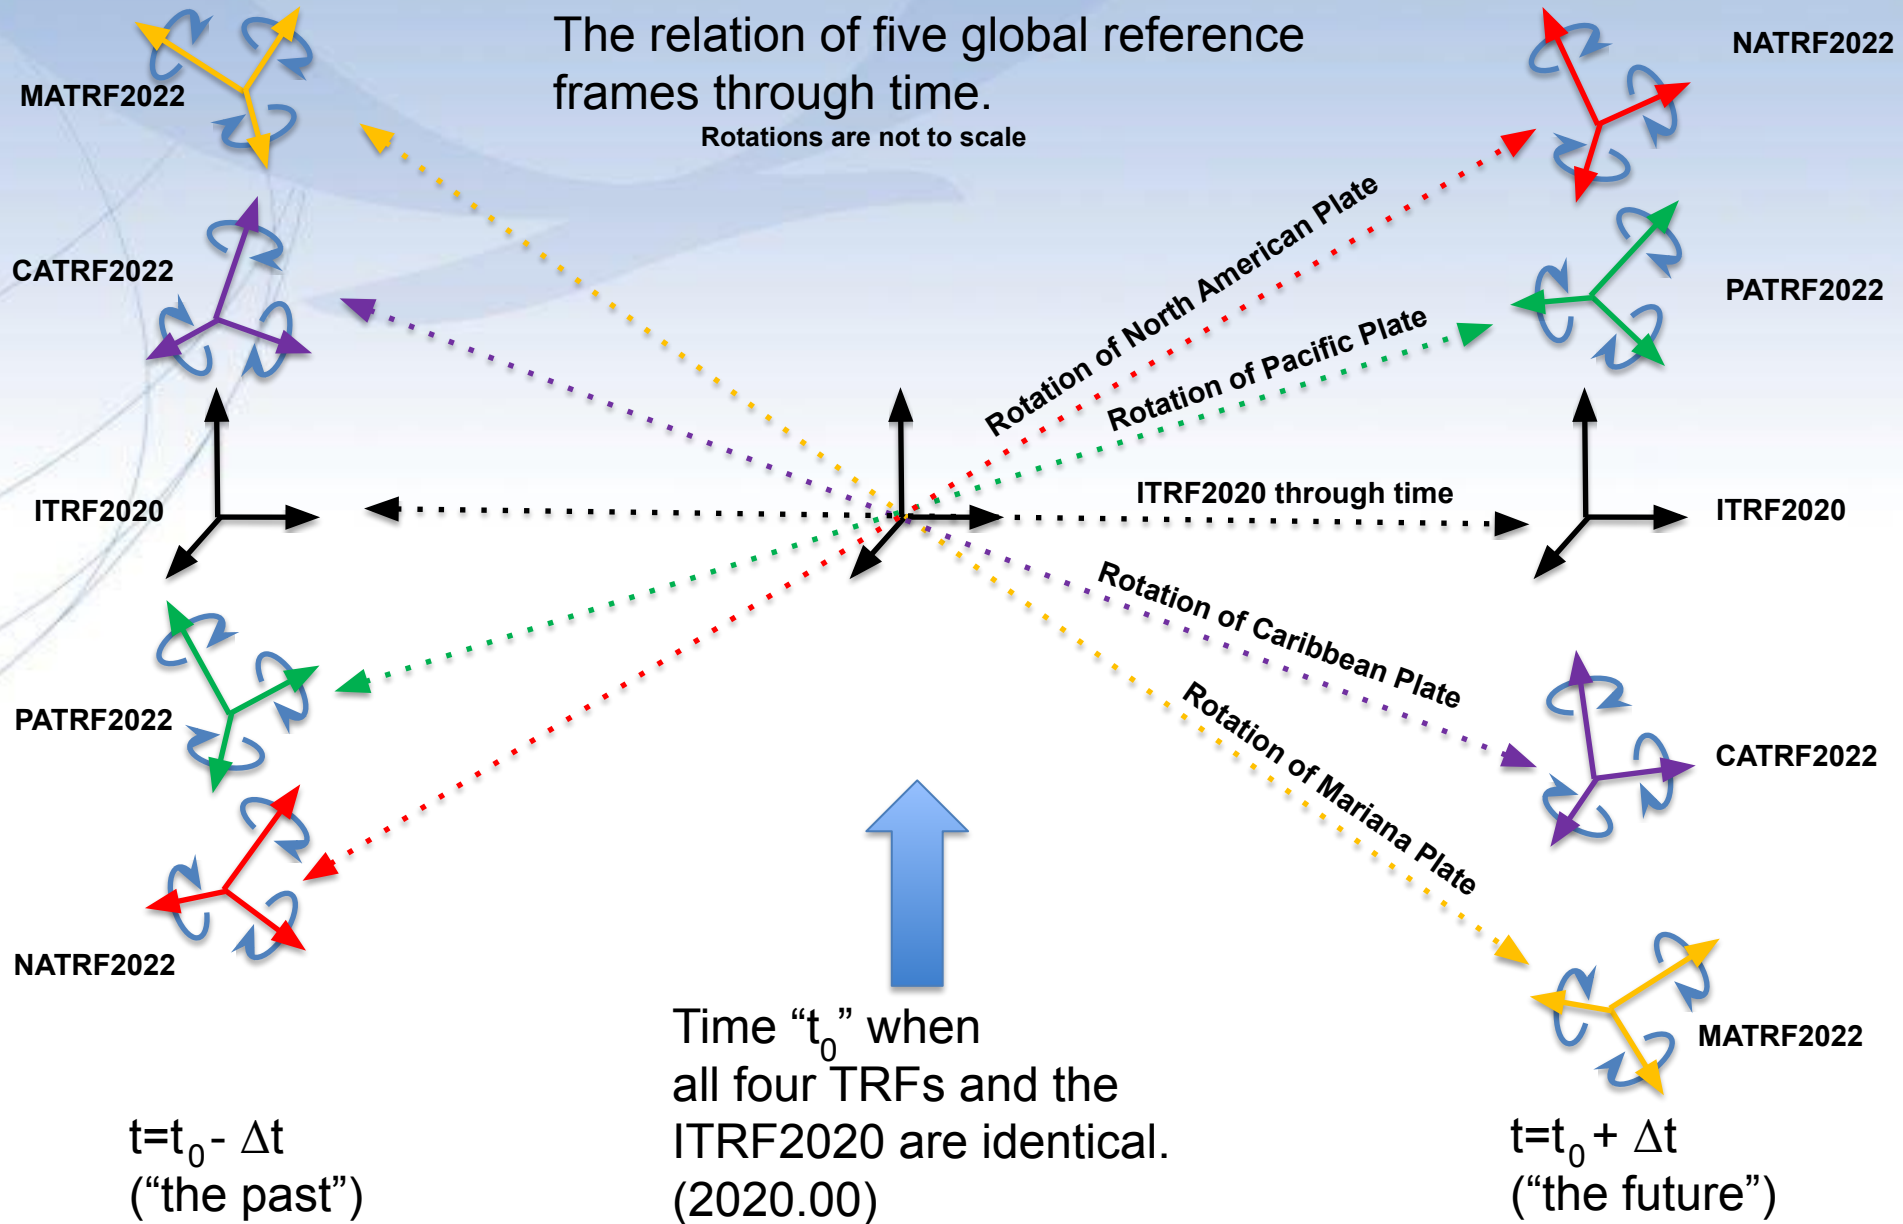 The relation of five global reference
frames through time.
Rotations are not to scale
MATRF2022
CATRF2022
ITRF2020
PATRF2022
NATRF2022
NATRF2022
PATRF2022
ITRF2020
CATRF2022
MATRF2022
Rotation of North American Plate
Rotation of Pacific Plate
ITRF2020 through time
Rotation of Caribbean Plate
Rotation of Mariana Plate
Time “t₀” when
all four TRFs and the
ITRF2020 are identical.
(2020.00)
t=t₀- Δt
(“the past”)
t=t₀+ Δt
(“the future”)